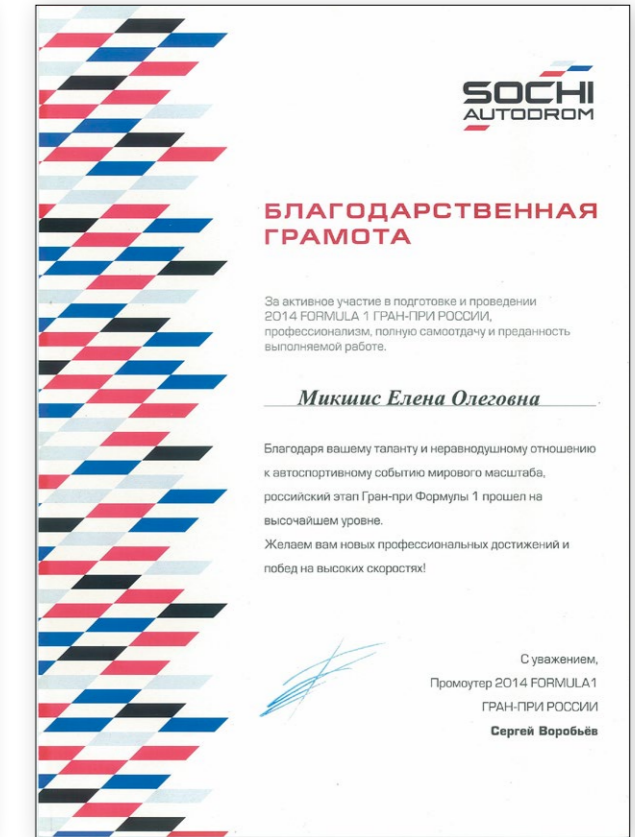 SOCHI
AUTODROM
БЛАГОДАРСТВЕННАЯ
ГРАМОТА
За активное участие в подготовке и проведении
2014 FORMULA 1 ГРАН-ПРИ РОССИИ,
профессионализм, полную самоотдачу и преданность
выполняемой работе.
Микшис Елена Олеговна
Благодаря вашему таланту и неравнодушному отношению
к автоспортивному событию мирового масштаба,
российский этап Гран-при Формулы 1 прошел на
высочайшем уровне.
Желаем вам новых профессиональных достижений и
побед на высоких скоростях!
С уважением,
Промоутер 2014 FORMULA1
ГРАН-ПРИ РОССИИ
Сергей Воробьёв